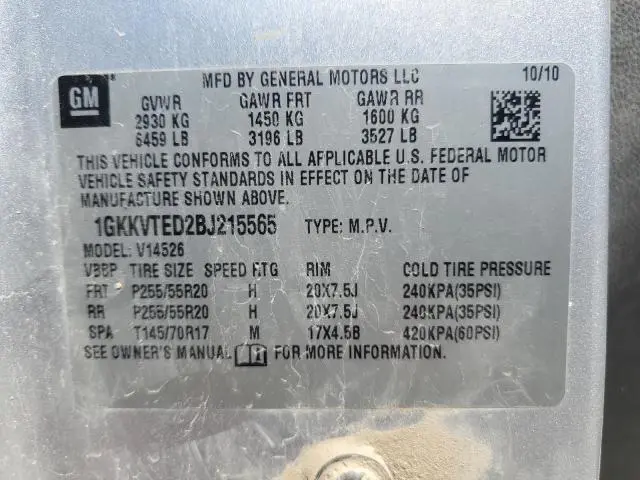 GM
MFD BY GENERAL MOTORS LLC 10/10
GVWR GAWR FRT GAWR RR
2930 KG 1450 KG 1600 KG
6459 LB 3196 LB 3527 LB
THIS VEHICLE CONFORMS TO ALL APPLICABLE U.S. FEDERAL MOTOR
VEHICLE SAFETY STANDARDS IN EFFECT ON THE DATE OF
MANUFACTURE SHOWN ABOVE.
1GKKVTED2BJ215565 TYPE: M.P.V.
MODEL: V14526
VBBP TIRE SIZE SPEED RTG RIM COLD TIRE PRESSURE
FRT P255/55R20 H 20X7.5J 240KPA(35PSI)
RR P255/55R20 H 20X7.5J 240KPA(35PSI)
SPA T145/70R17 M 17X4.5B 420KPA(60PSI)
SEE OWNER'S MANUAL FOR MORE INFORMATION.